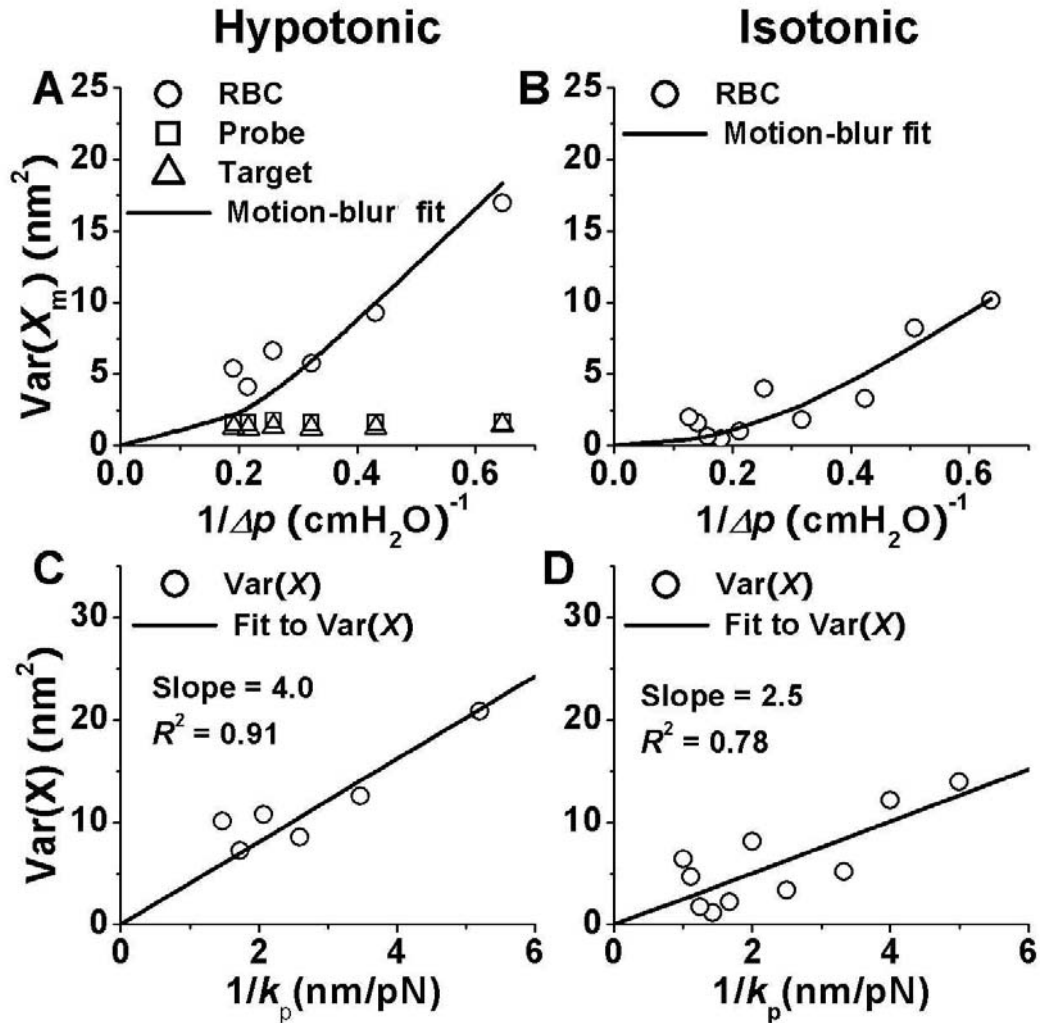 Hypotonic
Isotonic
A
25
20
15
10
5
0
0.0 0.2 0.4 0.6
Var(Xm) (nm²)
RBC
Probe
Target
Motion-blur fit
1/Δp (cmH₂O)⁻¹
B
25
20
15
10
5
0
0.0 0.2 0.4 0.6
RBC
Motion-blur fit
1/Δp (cmH₂O)⁻¹
C
30
20
10
0
0 2 4 6
Var(X) (nm²)
Var(X)
Fit to Var(X)
Slope = 4.0
R² = 0.91
1/kp(nm/pN)
D
30
20
10
0
0 2 4 6
Var(X)
Fit to Var(X)
Slope = 2.5
R² = 0.78
1/kp(nm/pN)